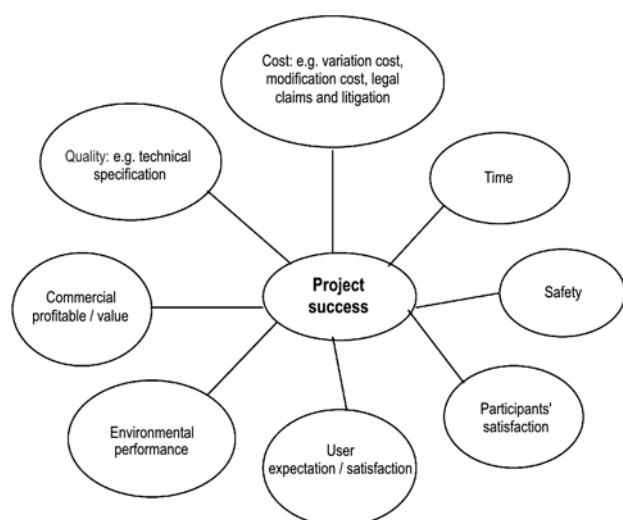 Cost: e.g. variation cost,
modification cost, legal
claims and litigation
Quality: e.g. technical
specification
Time
Project
success
Commercial
profitable / value
Safety
Environmental
performance
User
expectation / satisfaction
Participants'
satisfaction